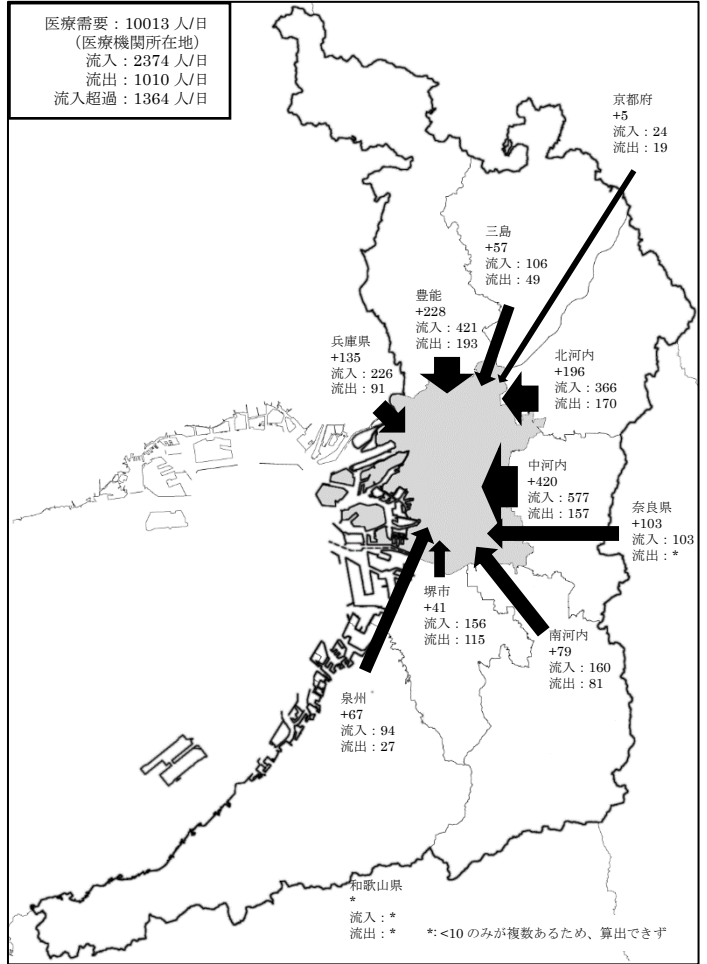 医療需要：10013 人/日
（医療機関所在地）
流入：2374 人/日
流出：1010 人/日
流入超過：1364 人/日
京都府
+5
流入：24
流出：19
三島
+57
流入：106
流出：49
豊能
+228
流入：421
流出：193
兵庫県
+135
流入：226
流出：91
北河内
+196
流入：366
流出：170
中河内
+420
流入：577
流出：157
奈良県
+103
流入：103
流出：*
堺市
+41
流入：156
流出：115
南河内
+79
流入：160
流出：81
泉州
+67
流入：94
流出：27
和歌山県
*
流入：*
流出：*
*: <10 のみが複数あるため、算出できず